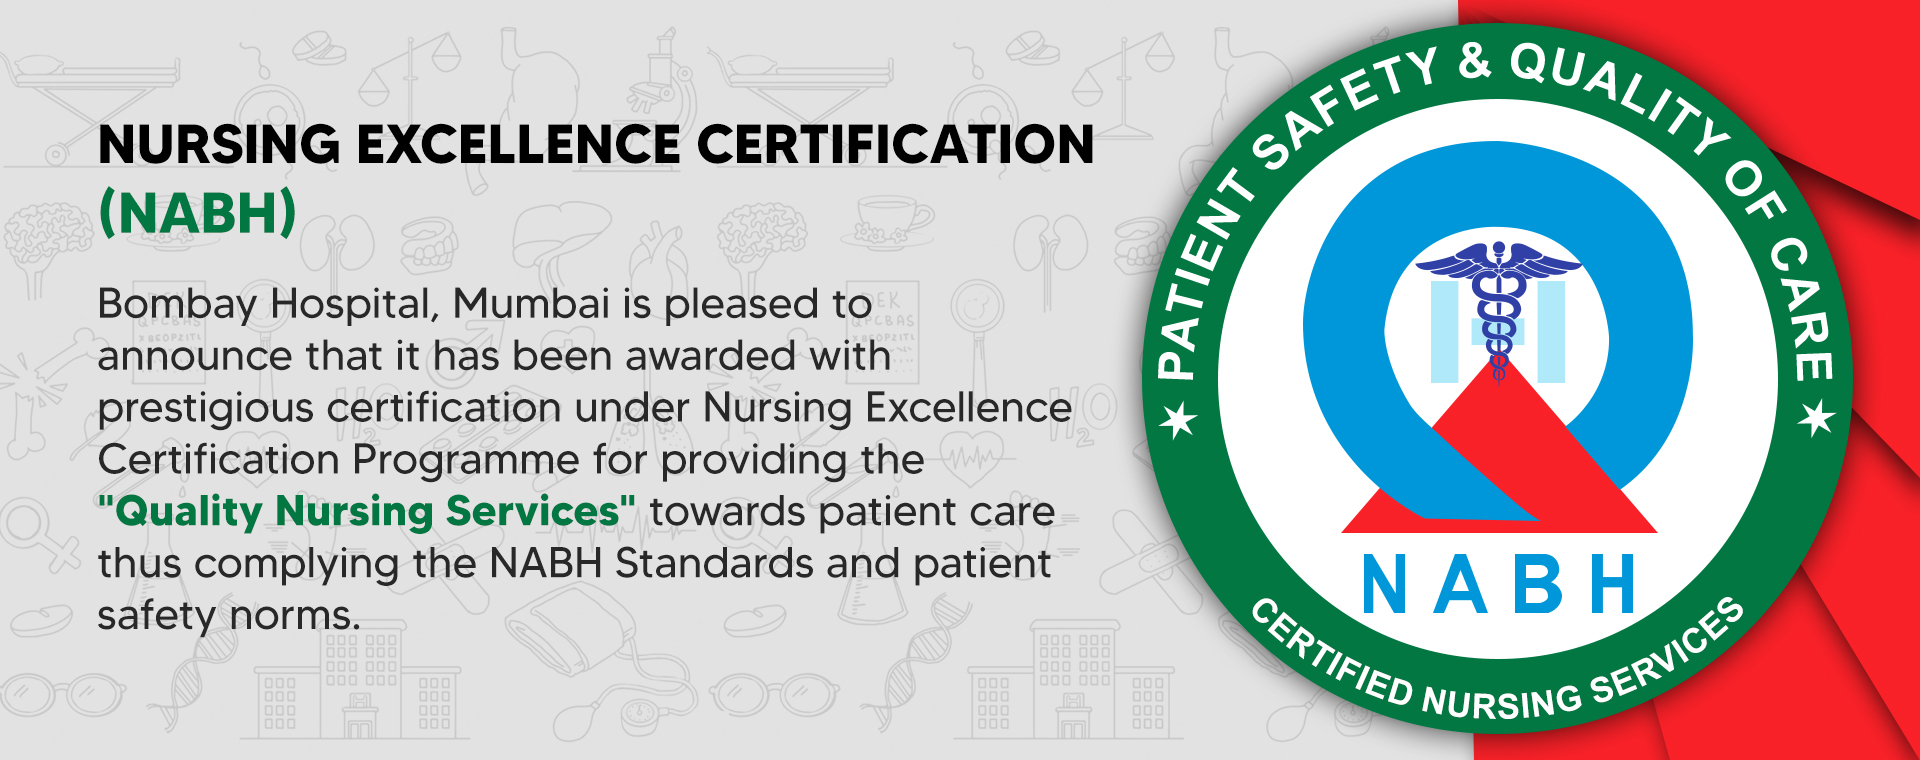 NURSING EXCELLENCE CERTIFICATION
(NABH)
Bombay Hospital, Mumbai is pleased to
announce that it has been awarded with
prestigious certification under Nursing Excellence
Certification Programme for providing the
"Quality Nursing Services" towards patient care
thus complying the NABH Standards and patient
safety norms.
PATIENT SAFETY & QUALITY OF CARE
NABH
CERTIFIED NURSING SERVICES
H₂O
H₂O